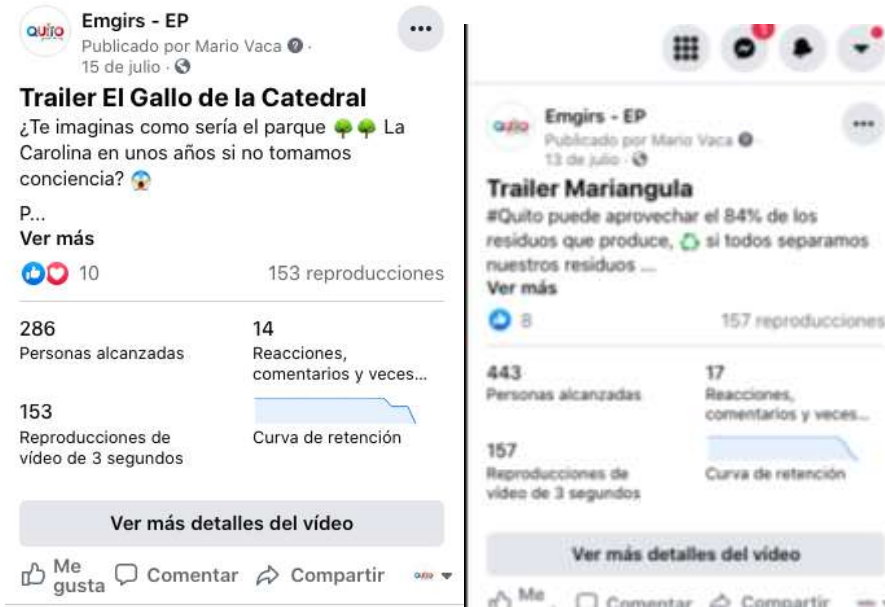 QUITO
Emgirs - EP
Publicado por Mario Vaca
15 de julio ·
Trailer El Gallo de la Catedral
¿Te imaginas como sería el parque 🌳🌳 La
Carolina en unos años si no tomamos
conciencia? 😱
P...
Ver más
10
153 reproducciones
286
Personas alcanzadas
14
Reacciones,
comentarios y veces...
153
Reproducciones de
vídeo de 3 segundos
Curva de retención
Ver más detalles del vídeo
Me
gusta
Comentar
Compartir
1
Emgirs - EP
Publicado por Mario Vaca
13 de julio ·
Trailer Mariangula
#Quito puede aprovechar el 84% de los
residuos que produce, ♻️ si todos separamos
nuestros residuos ...
Ver más
8
157 reproducciones
443
Personas alcanzadas
17
Reacciones,
comentarios y veces...
157
Reproducciones de
vídeo de 3 segundos
Curva de retención
Ver más detalles del vídeo
Me
Comentar
Compartir